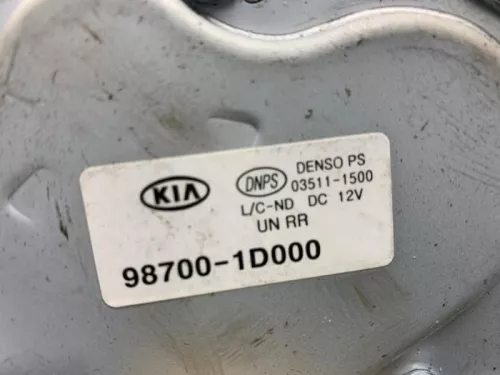 KIA
DNPS
DENSO PS
03511-1500
L/C-ND DC 12V
UN RR
98700-1D000